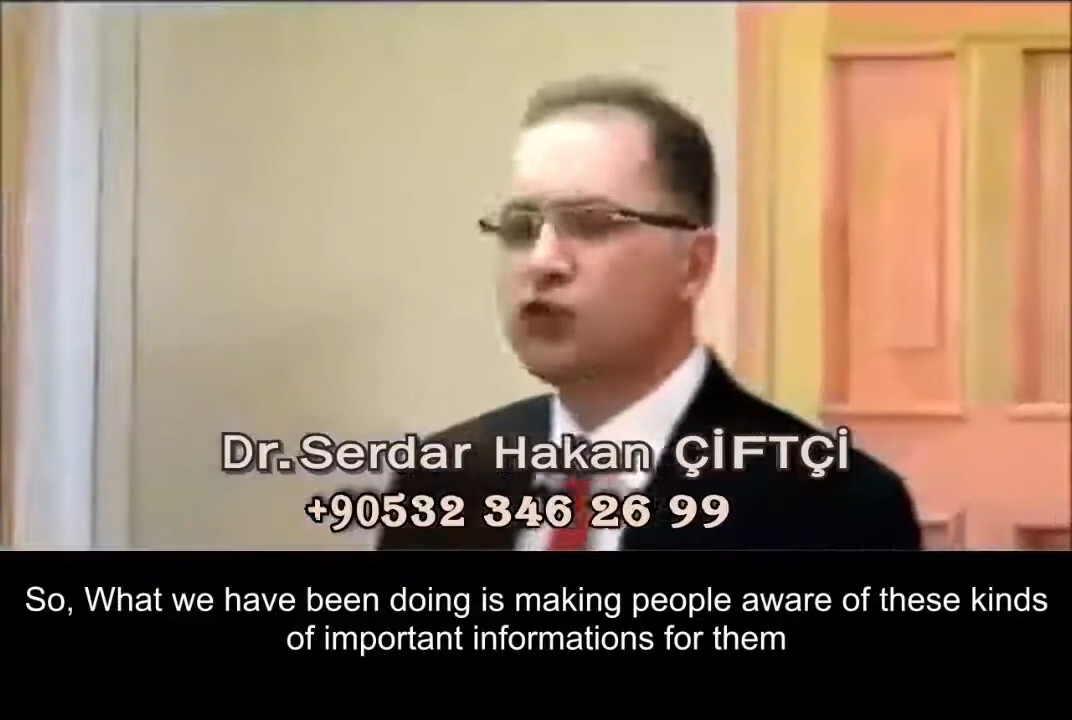 Dr.Serdar Hakan ÇİFTÇİ
+90532 346 26 99
So, What we have been doing is making people aware of these kinds
of important informations for them